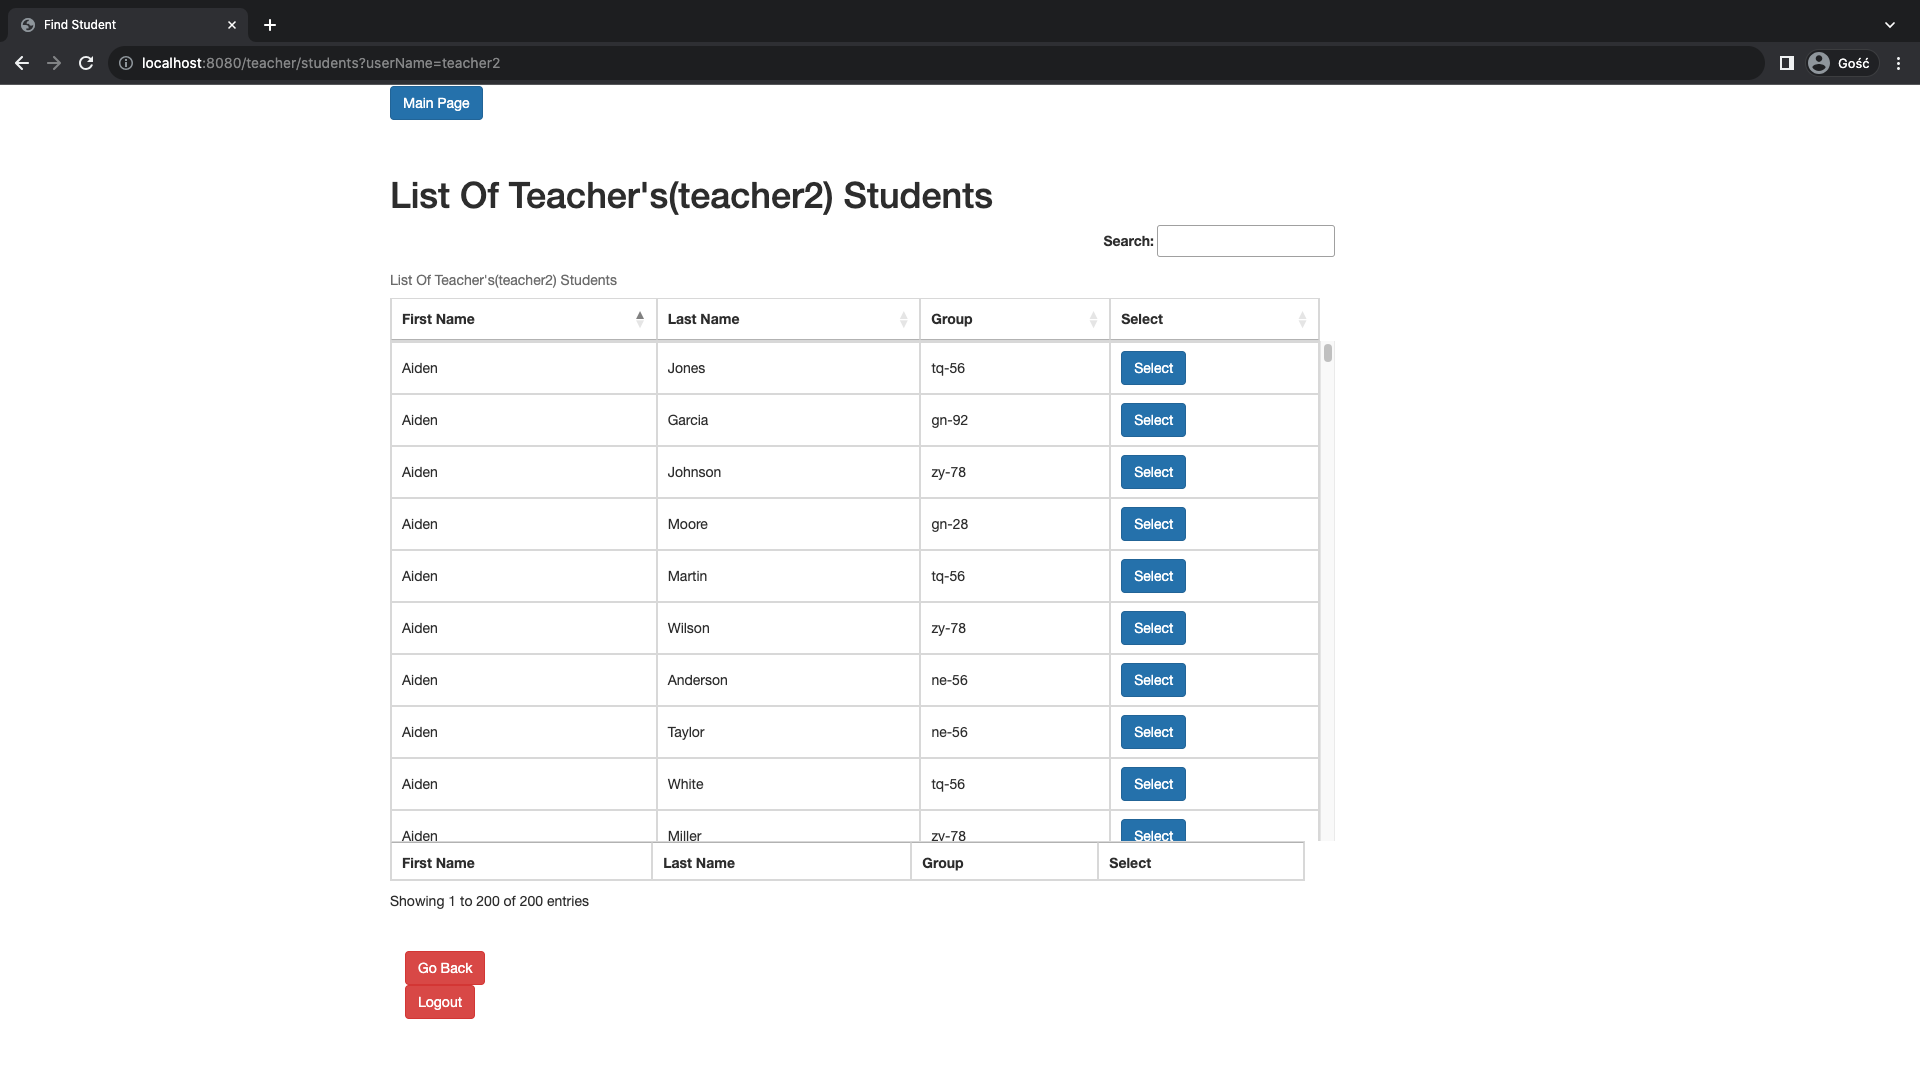 Find Student
localhost:8080/teacher/students?userName=teacher2
Gość
Main Page
List Of Teacher's(teacher2) Students
Search:
List Of Teacher's(teacher2) Students
First Name Last Name Group Select
Aiden Jones tq-56 Select
Aiden Garcia gn-92 Select
Aiden Johnson zy-78 Select
Aiden Moore gn-28 Select
Aiden Martin tq-56 Select
Aiden Wilson zy-78 Select
Aiden Anderson ne-56 Select
Aiden Taylor ne-56 Select
Aiden White tq-56 Select
Aiden Miller zy-78 Select
First Name Last Name Group Select
Showing 1 to 200 of 200 entries
Go Back
Logout